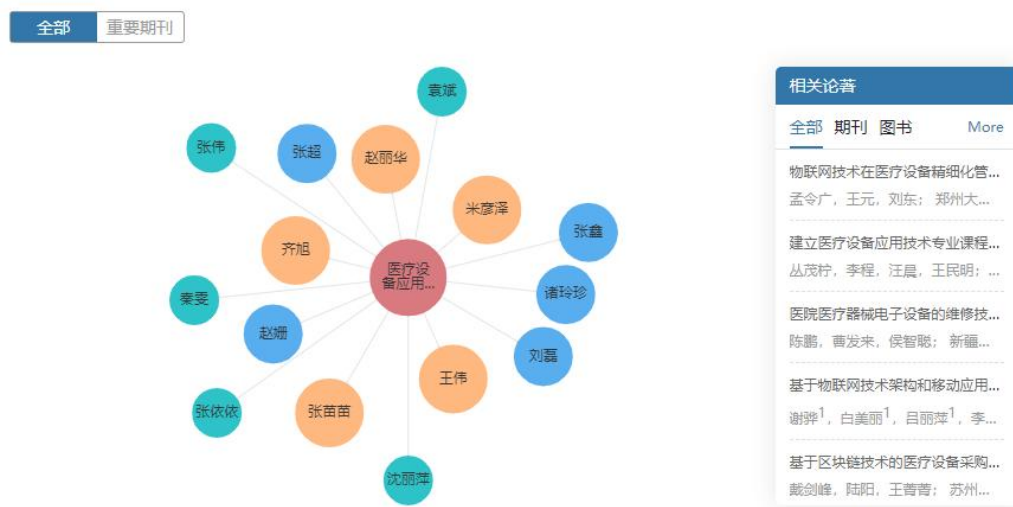 全部 重要期刊
袁斌
张伟
张超
赵丽华
米彦泽
张鑫
齐旭
医疗设
备应用...
诸玲珍
秦雯
赵姗
刘磊
王伟
张依依
张苗苗
沈丽萍
相关论著
全部 期刊 图书 More
物联网技术在医疗设备精细化管...
孟令广, 王元, 刘东; 郑州大...
建立医疗设备应用技术专业课程...
丛茂柠, 李程, 汪晨, 王民明; ...
医院医疗器械电子设备的维修技...
陈鹏, 曹发来, 侯智聪; 新疆...
基于物联网技术架构和移动应用...
谢骅1, 白美丽1, 吕丽萍1, 李...
基于区块链技术的医疗设备采购...
戴剑峰, 陆阳, 王菁菁; 苏州...